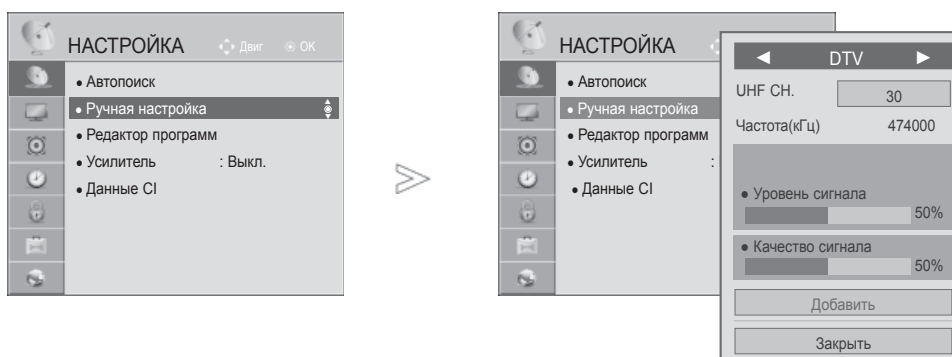 НАСТРОЙКА Двиг OK
• Автопоиск
• Ручная настройка
• Редактор программ
• Усилитель : Выкл.
• Данные CI
НАСТРОЙКА
• Автопоиск
• Ручная настройка
• Редактор программ
• Усилитель :
• Данные CI
◄ DTV ►
UHF CH. 30
Частота(кГц) 474000
• Уровень сигнала
50%
• Качество сигнала
50%
Добавить
Закрыть